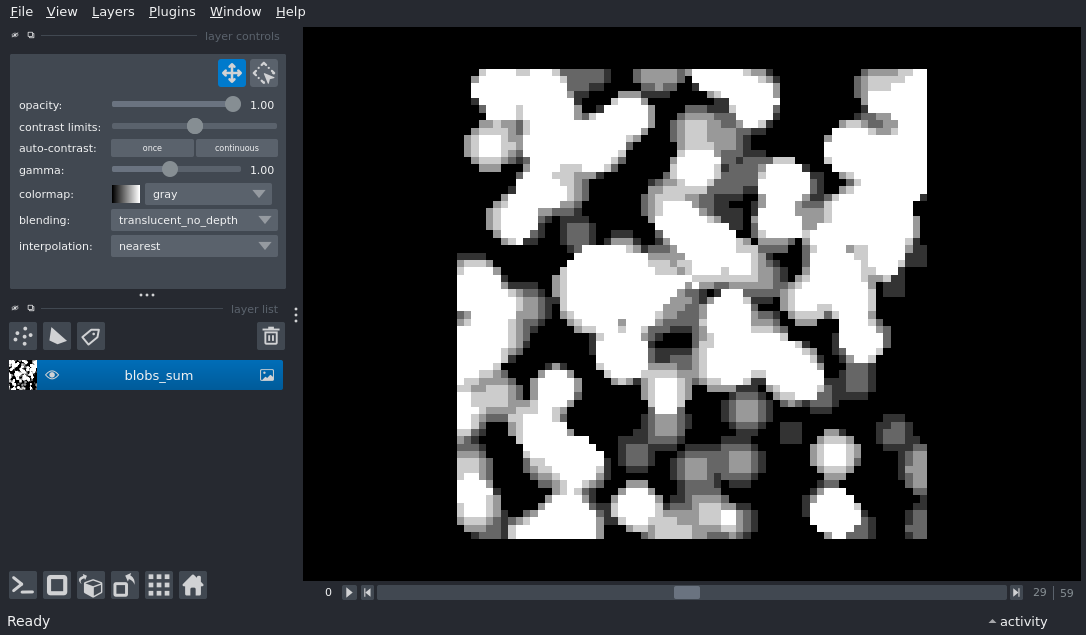 File View Layers Plugins Window Help
layer controls
opacity: 1.00
contrast limits:
auto-contrast: once continuous
gamma: 1.00
colormap: gray
blending: translucent_no_depth
interpolation: nearest
layer list
blobs_sum
0 29 59
Ready activity